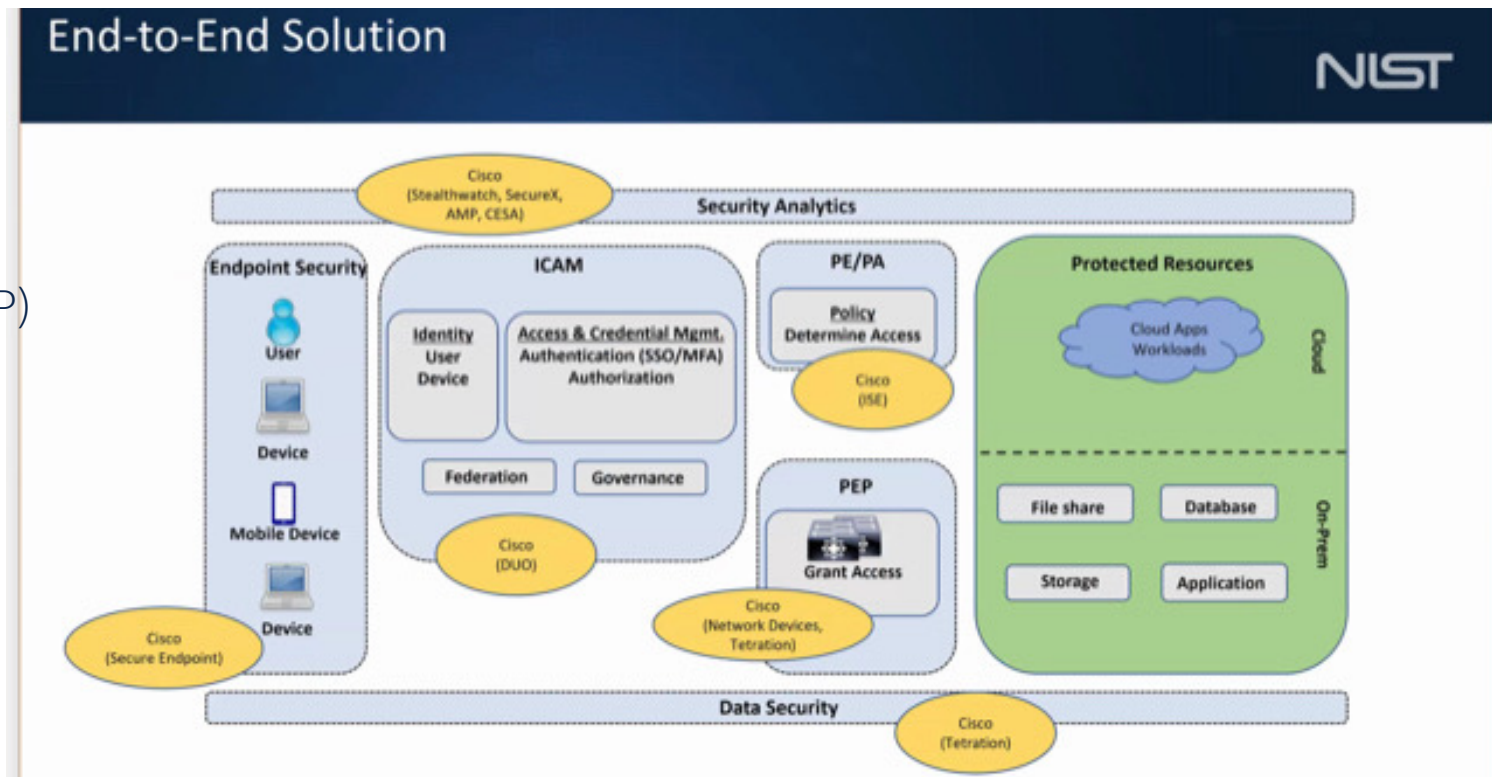 End-to-End Solution
NIST
P)
Cisco
(Stealthwatch, SecureX,
AMP, CESA)
Security Analytics
Endpoint Security
User
Device
Mobile Device
Device
Cisco
(Secure Endpoint)
ICAM
Identity
User
Device
Access & Credential Mgmt.
Authentication (SSO/MFA)
Authorization
Federation
Governance
Cisco
(DUO)
PE/PA
Policy
Determine Access
Cisco
(ISE)
PEP
Grant Access
Cisco
(Network Devices,
Tetration)
Protected Resources
Cloud Apps
Workloads
Cloud
File share
Database
Storage
Application
On-Prem
Data Security
Cisco
(Tetration)